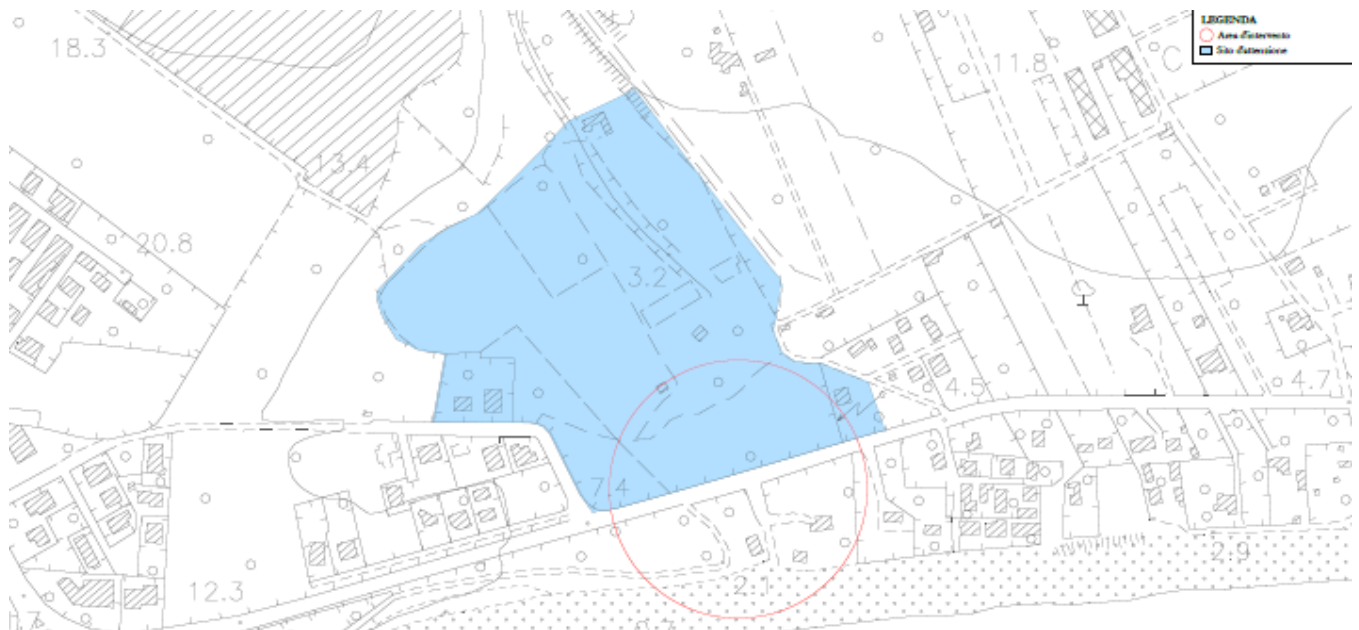 LEGENDA
Area d'intervento
Sito d'attenzione
18.3
11.8
C
13.4
20.8
3.2
4.5
4.7
7.4
12.3
2.1
2.9